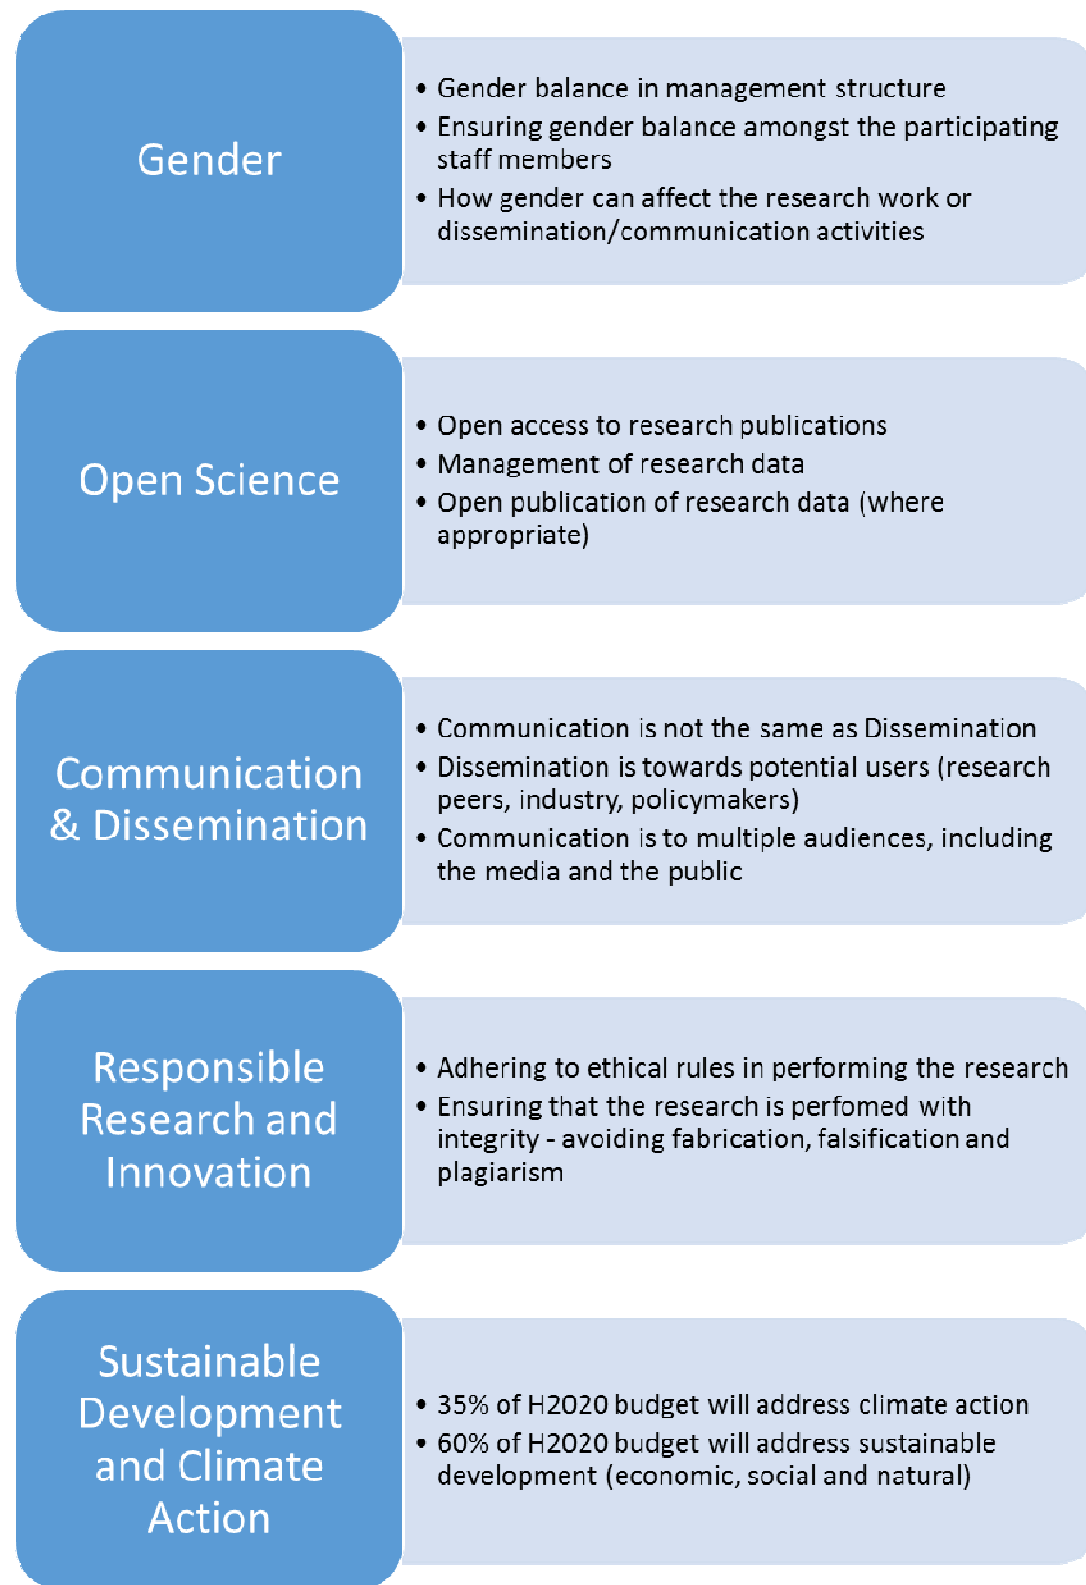 Gender
• Gender balance in management structure
• Ensuring gender balance amongst the participating
staff members
• How gender can affect the research work or
dissemination/communication activities
Open Science
• Open access to research publications
• Management of research data
• Open publication of research data (where
appropriate)
Communication
& Dissemination
• Communication is not the same as Dissemination
• Dissemination is towards potential users (research
peers, industry, policymakers)
• Communication is to multiple audiences, including
the media and the public
Responsible
Research and
Innovation
• Adhering to ethical rules in performing the research
• Ensuring that the research is perfomed with
integrity - avoiding fabrication, falsification and
plagiarism
Sustainable
Development
and Climate
Action
• 35% of H2020 budget will address climate action
• 60% of H2020 budget will address sustainable
development (economic, social and natural)